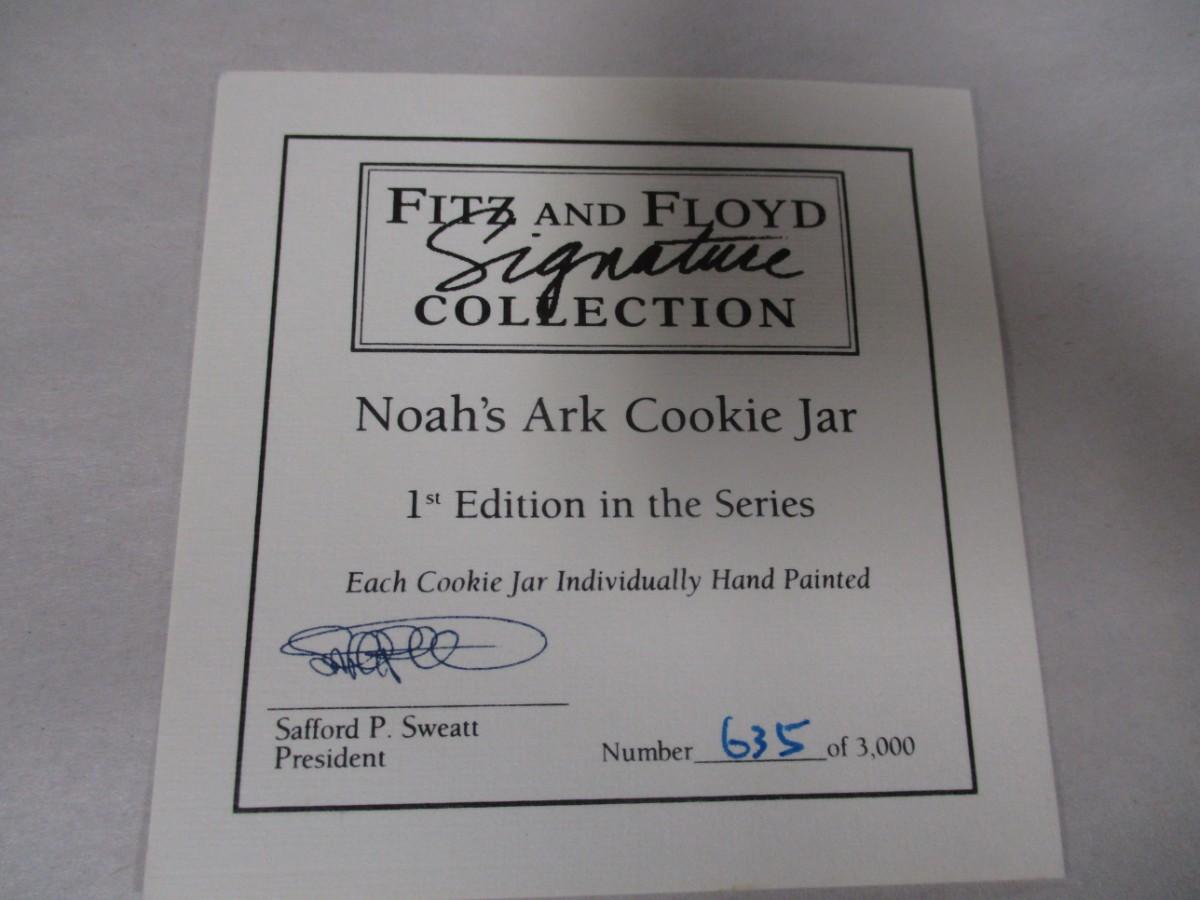 FITZ AND FLOYD
Signature
COLLECTION
Noah's Ark Cookie Jar
1st Edition in the Series
Each Cookie Jar Individually Hand Painted
Safford P. Sweatt
President
Number 635 of 3,000